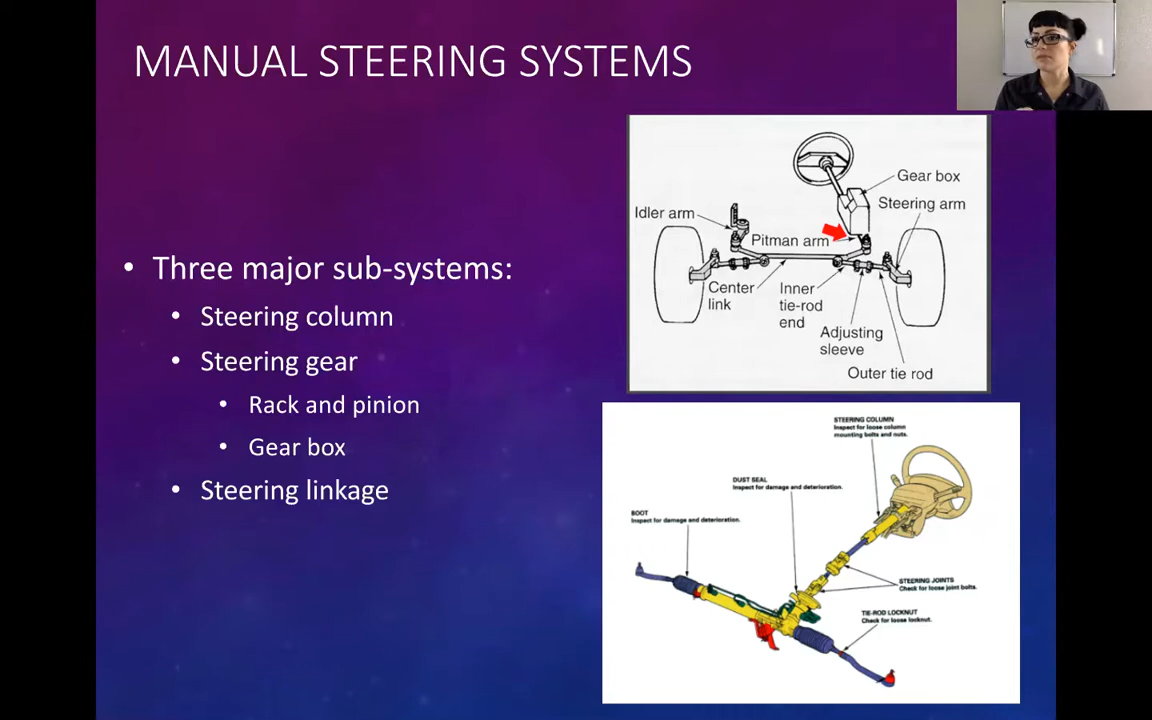 MANUAL STEERING SYSTEMS
• Three major sub-systems:
• Steering column
• Steering gear
• Rack and pinion
• Gear box
• Steering linkage
Gear box
Steering arm
Idler arm
Pitman arm
Center
link
Inner
tie-rod
end
Adjusting
sleeve
Outer tie rod
STEERING COLUMN
Inspect for loose column
mounting bolts and nuts.
DUST SEAL
Inspect for damage and deterioration.
BOOT
Inspect for damage and deterioration.
STEERING JOINTS
Check for loose joint bolts.
TIE-ROD LOCKNUT
Check for loose locknut.